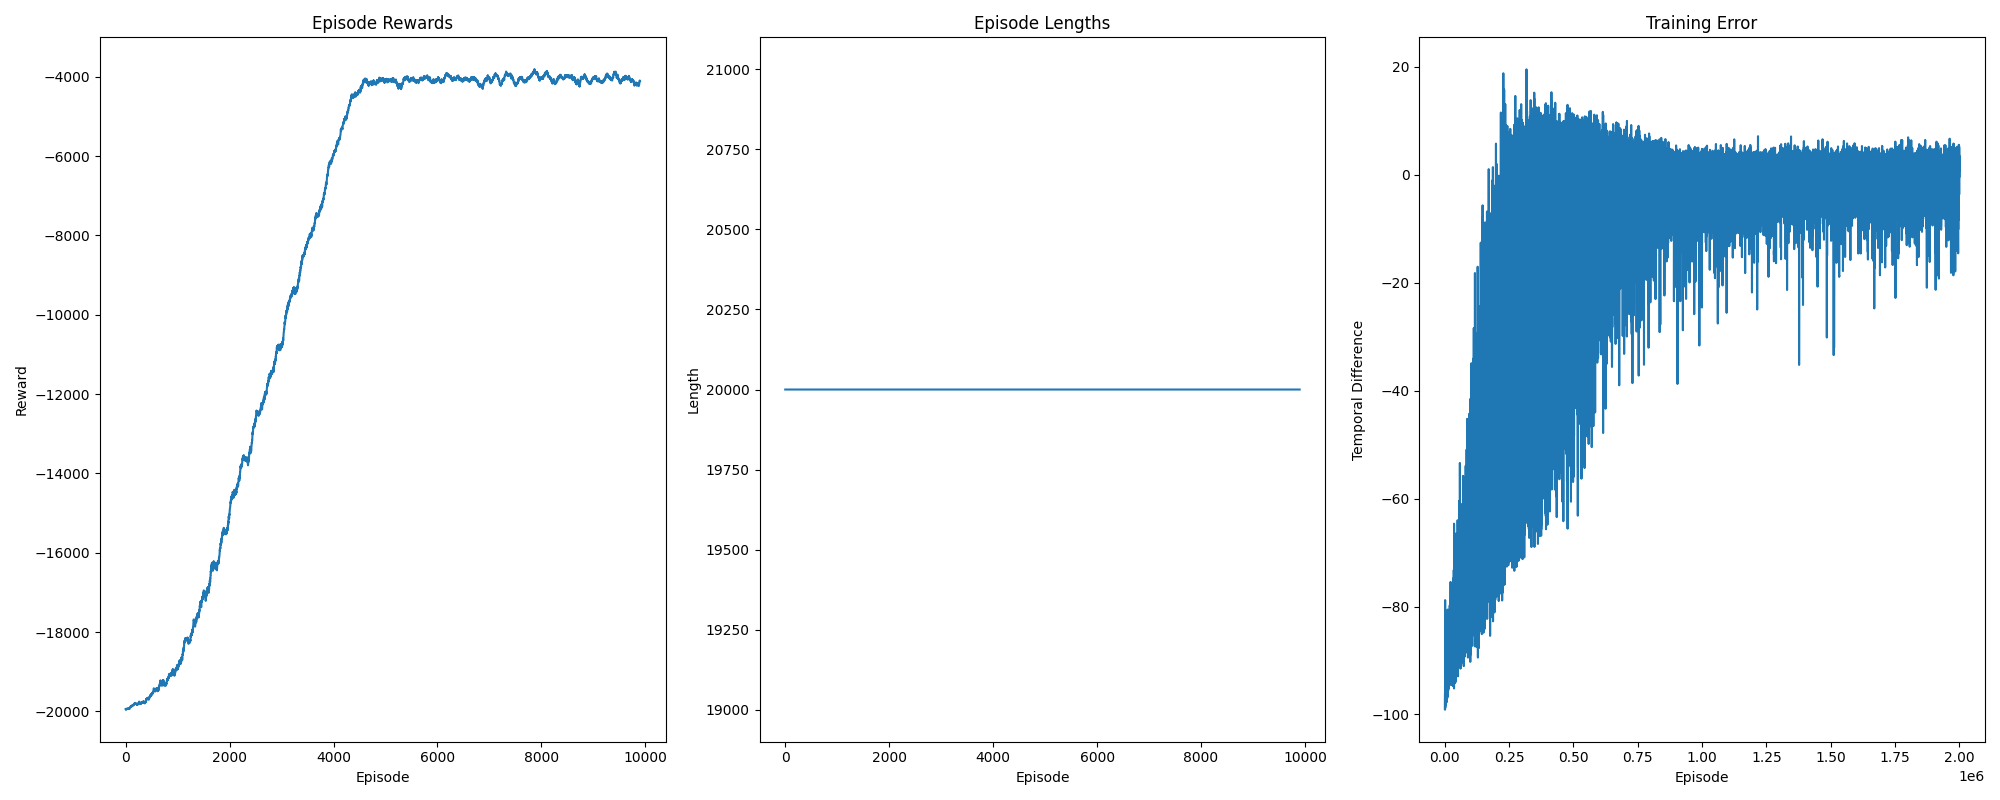 Episode Rewards
Reward
−4000
−6000
−8000
−10000
−12000
−14000
−16000
−18000
−20000
0 2000 4000 6000 8000 10000
Episode
Episode Lengths
Length
21000
20750
20500
20250
20000
19750
19500
19250
19000
0 2000 4000 6000 8000 10000
Episode
Training Error
Temporal Difference
20
0
−20
−40
−60
−80
−100
0.00 0.25 0.50 0.75 1.00 1.25 1.50 1.75 2.00
1e6
Episode